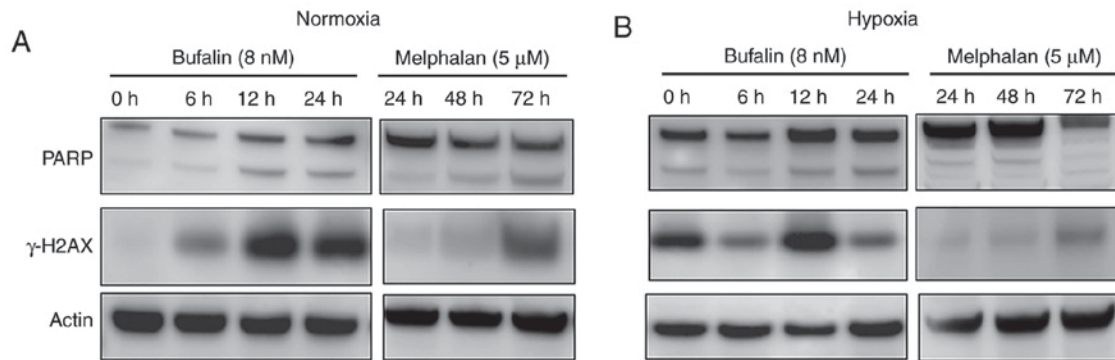 Normoxia
Hypoxia
A
B
Bufalin (8 nM)
Melphalan (5 μM)
Bufalin (8 nM)
Melphalan (5 μM)
0 h 6 h 12 h 24 h 24 h 48 h 72 h 0 h 6 h 12 h 24 h 24 h 48 h 72 h
PARP
γ-H2AX
Actin